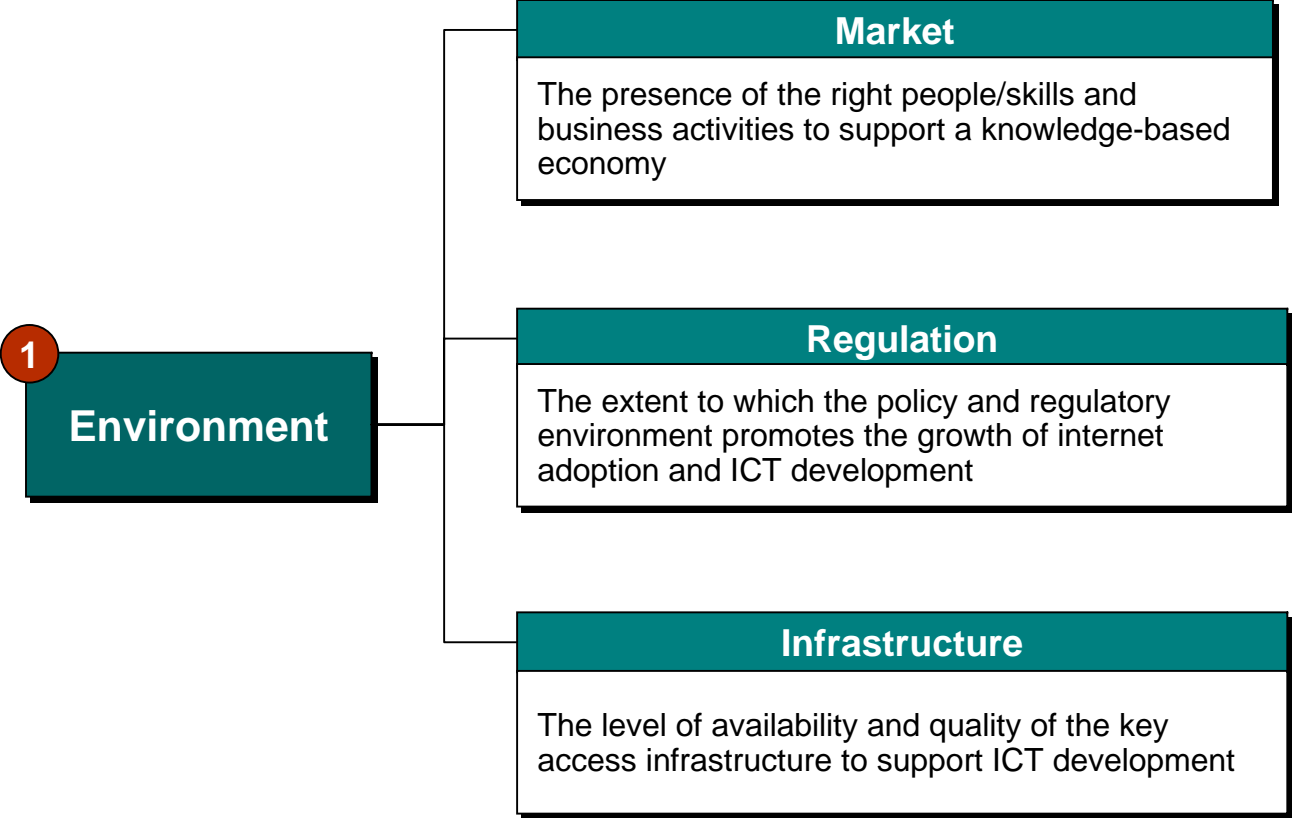 Market
The presence of the right people/skills and
business activities to support a knowledge-based
economy
1
Environment
Regulation
The extent to which the policy and regulatory
environment promotes the growth of internet
adoption and ICT development
Infrastructure
The level of availability and quality of the key
access infrastructure to support ICT development